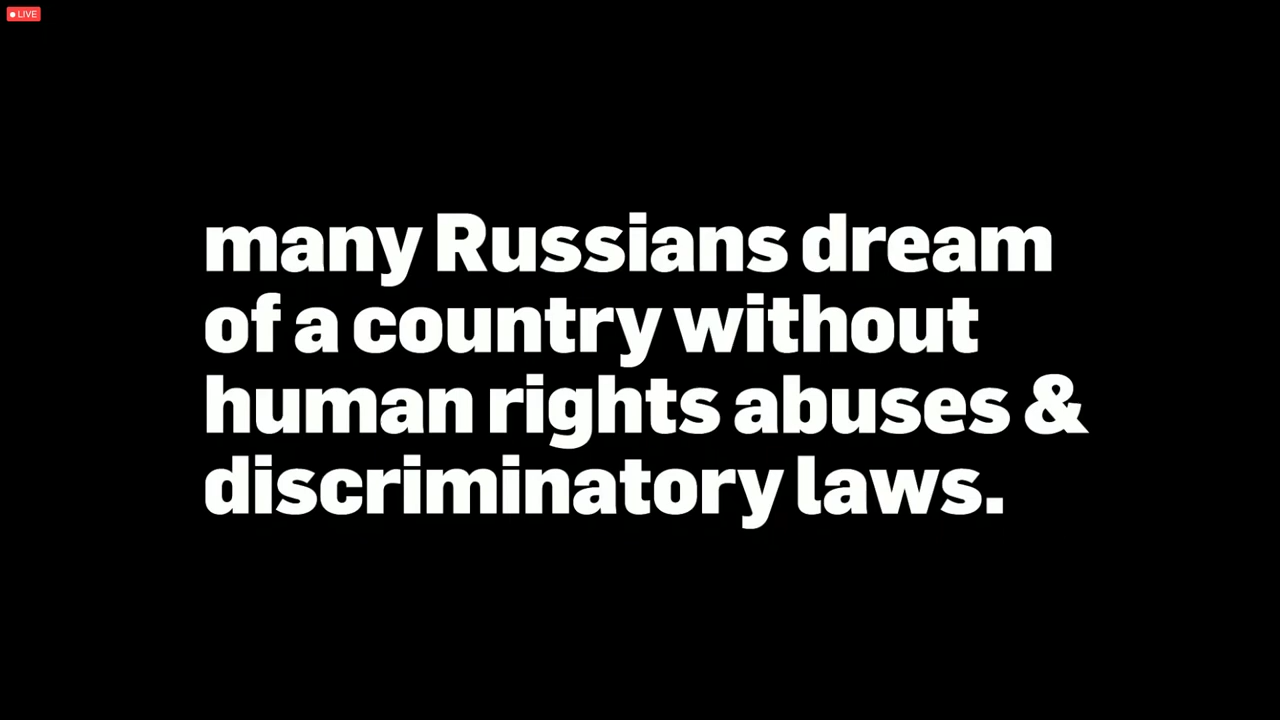 LIVE
many Russians dream
of a country without
human rights abuses &
discriminatory laws.